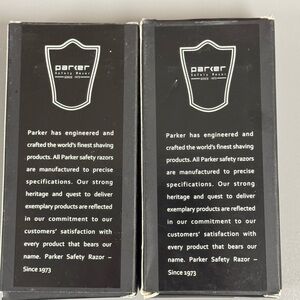 parker
Safety Razor
SINCE 1973
Parker has engineered and
crafted the world's finest shaving
products. All Parker safety razors
are manufactured to precise
specifications. Our strong
heritage and quest to deliver
exemplary products are reflected
in our commitment to our
customers' satisfaction with
every product that bears our
name. Parker Safety Razor –
Since 1973
parker
Safety Razor
SINCE 1973
Parker has engineered and
crafted the world's finest shaving
products. All Parker safety razors
are manufactured to precise
specifications. Our strong
heritage and quest to deliver
exemplary products are reflected
in our commitment to our
customers' satisfaction with
every product that bears our
name. Parker Safety Razor –
Since 1973